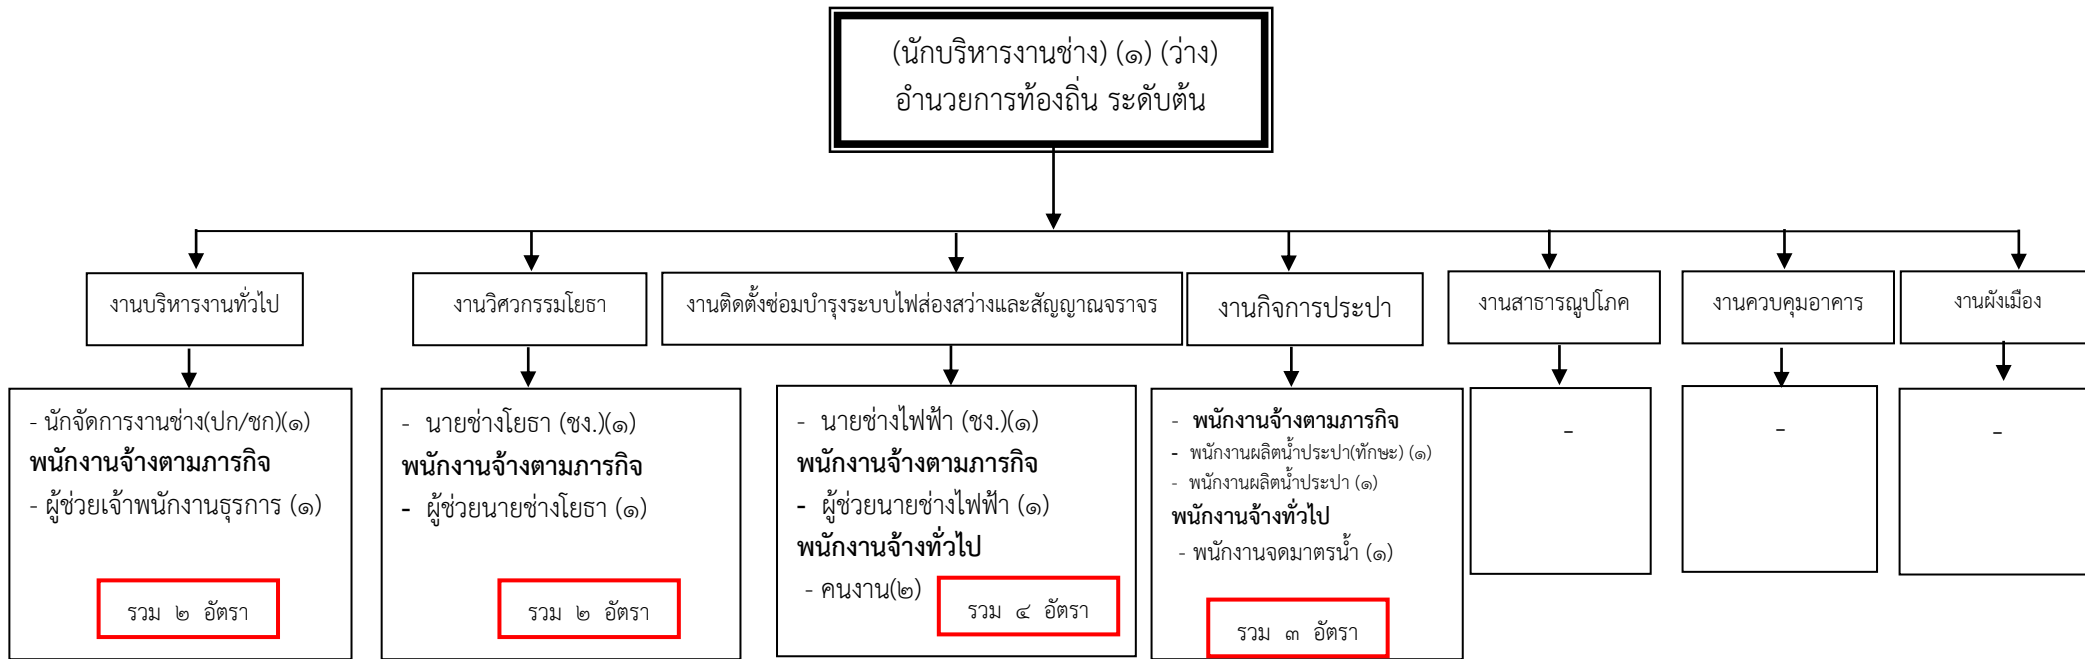 (นักบริหารงานช่าง) (๑) (ว่าง)
อำนวยการท้องถิ่น ระดับต้น
งานบริหารงานทั่วไป
งานวิศวกรรมโยธา
งานติดตั้งซ่อมบำรุงระบบไฟส่องสว่างและสัญญาณจราจร
งานกิจการประปา
งานสาธารณูปโภค
งานควบคุมอาคาร
งานผังเมือง
- นักจัดการงานช่าง(ปก/ชก)(๑)
พนักงานจ้างตามภารกิจ
- ผู้ช่วยเจ้าพนักงานธุรการ (๑)
รวม ๒ อัตรา
- นายช่างโยธา (ชง.)(๑)
พนักงานจ้างตามภารกิจ
- ผู้ช่วยนายช่างโยธา (๑)
รวม ๒ อัตรา
- นายช่างไฟฟ้า (ชง.)(๑)
พนักงานจ้างตามภารกิจ
- ผู้ช่วยนายช่างไฟฟ้า (๑)
พนักงานจ้างทั่วไป
- คนงาน(๒)
รวม ๔ อัตรา
- พนักงานจ้างตามภารกิจ
- พนักงานผลิตน้ำประปา(ทักษะ) (๑)
- พนักงานผลิตน้ำประปา (๑)
พนักงานจ้างทั่วไป
- พนักงานจดมาตรน้ำ (๑)
รวม ๓ อัตรา
-
-
-